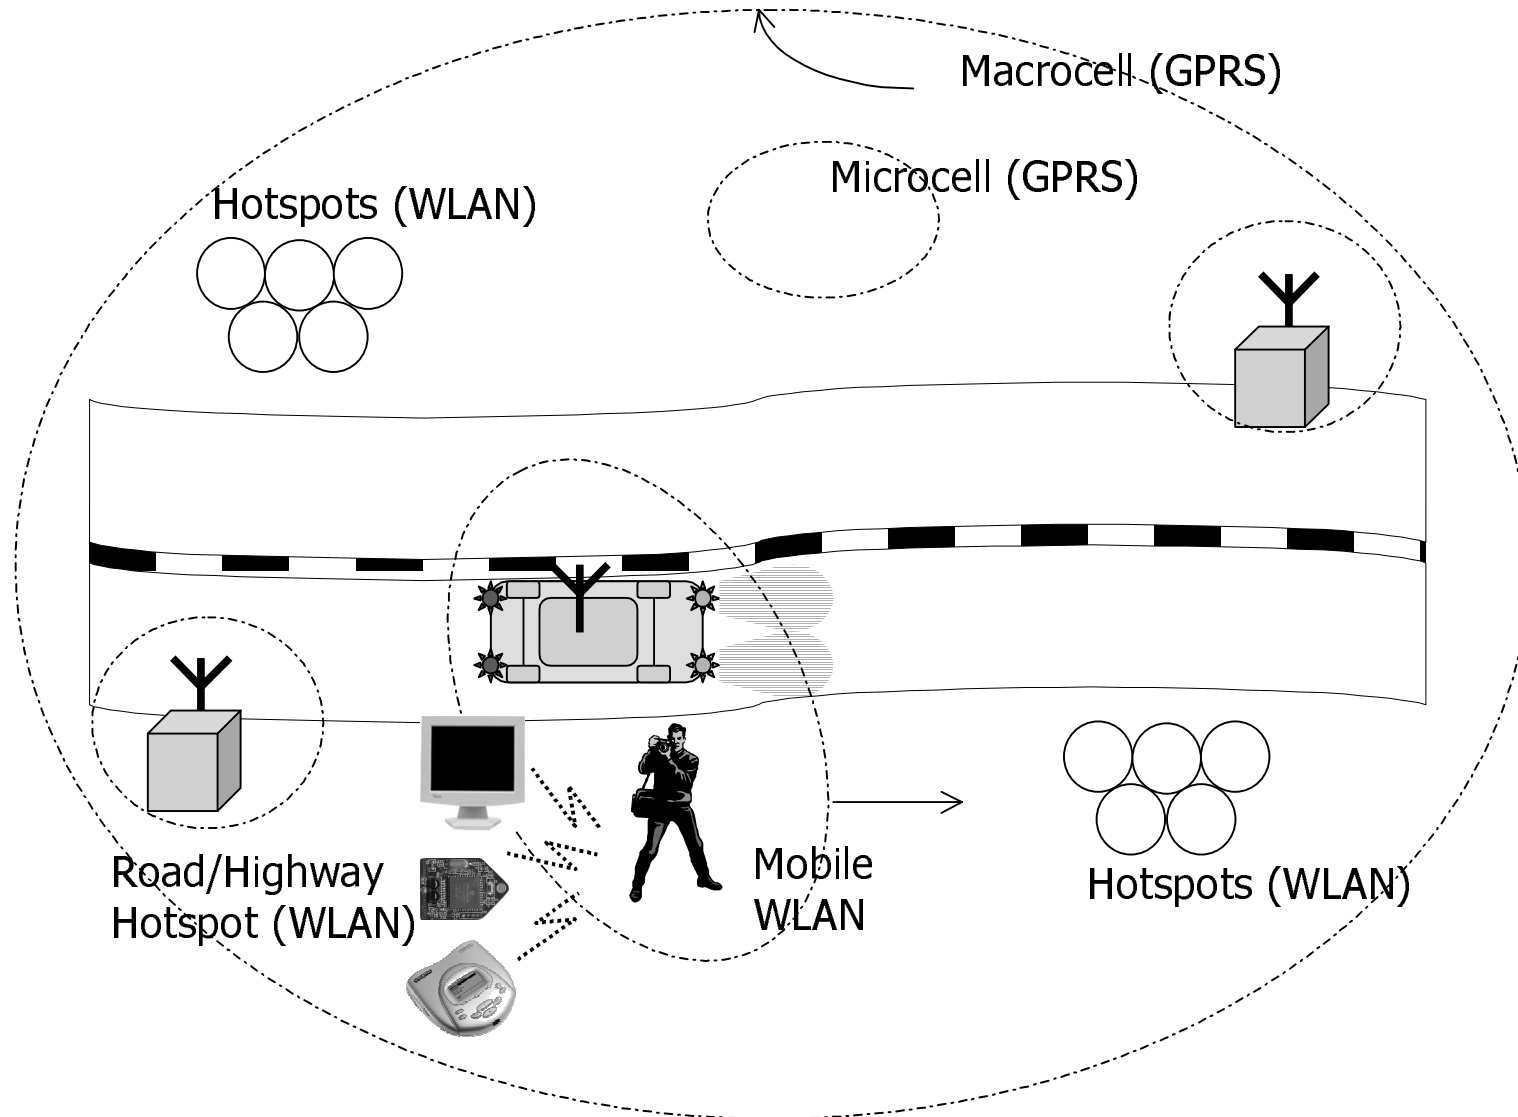 Macrocell (GPRS)
Microcell (GPRS)
Hotspots (WLAN)
Road/Highway
Hotspot (WLAN)
Mobile
WLAN
Hotspots (WLAN)